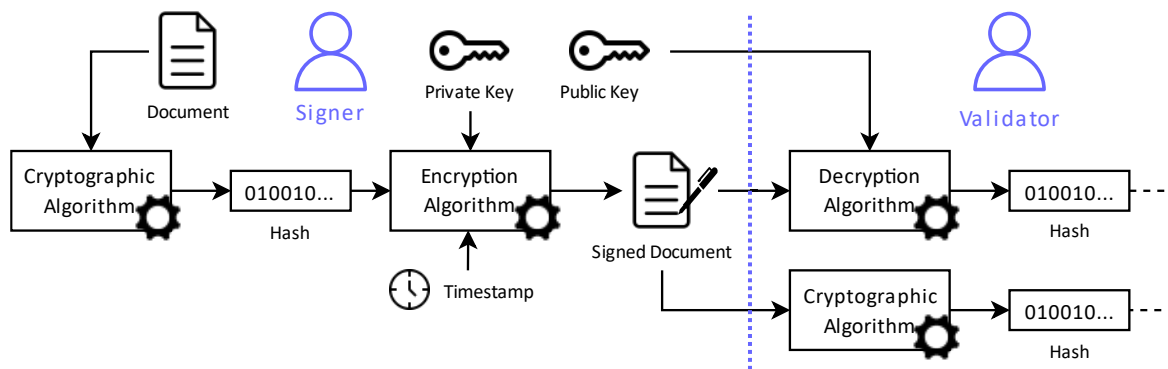 Document
Signer
Private Key
Public Key
Validator
Cryptographic
Algorithm
010010...
Hash
Encryption
Algorithm
Timestamp
Signed Document
Decryption
Algorithm
010010...
Hash
Cryptographic
Algorithm
010010...
Hash